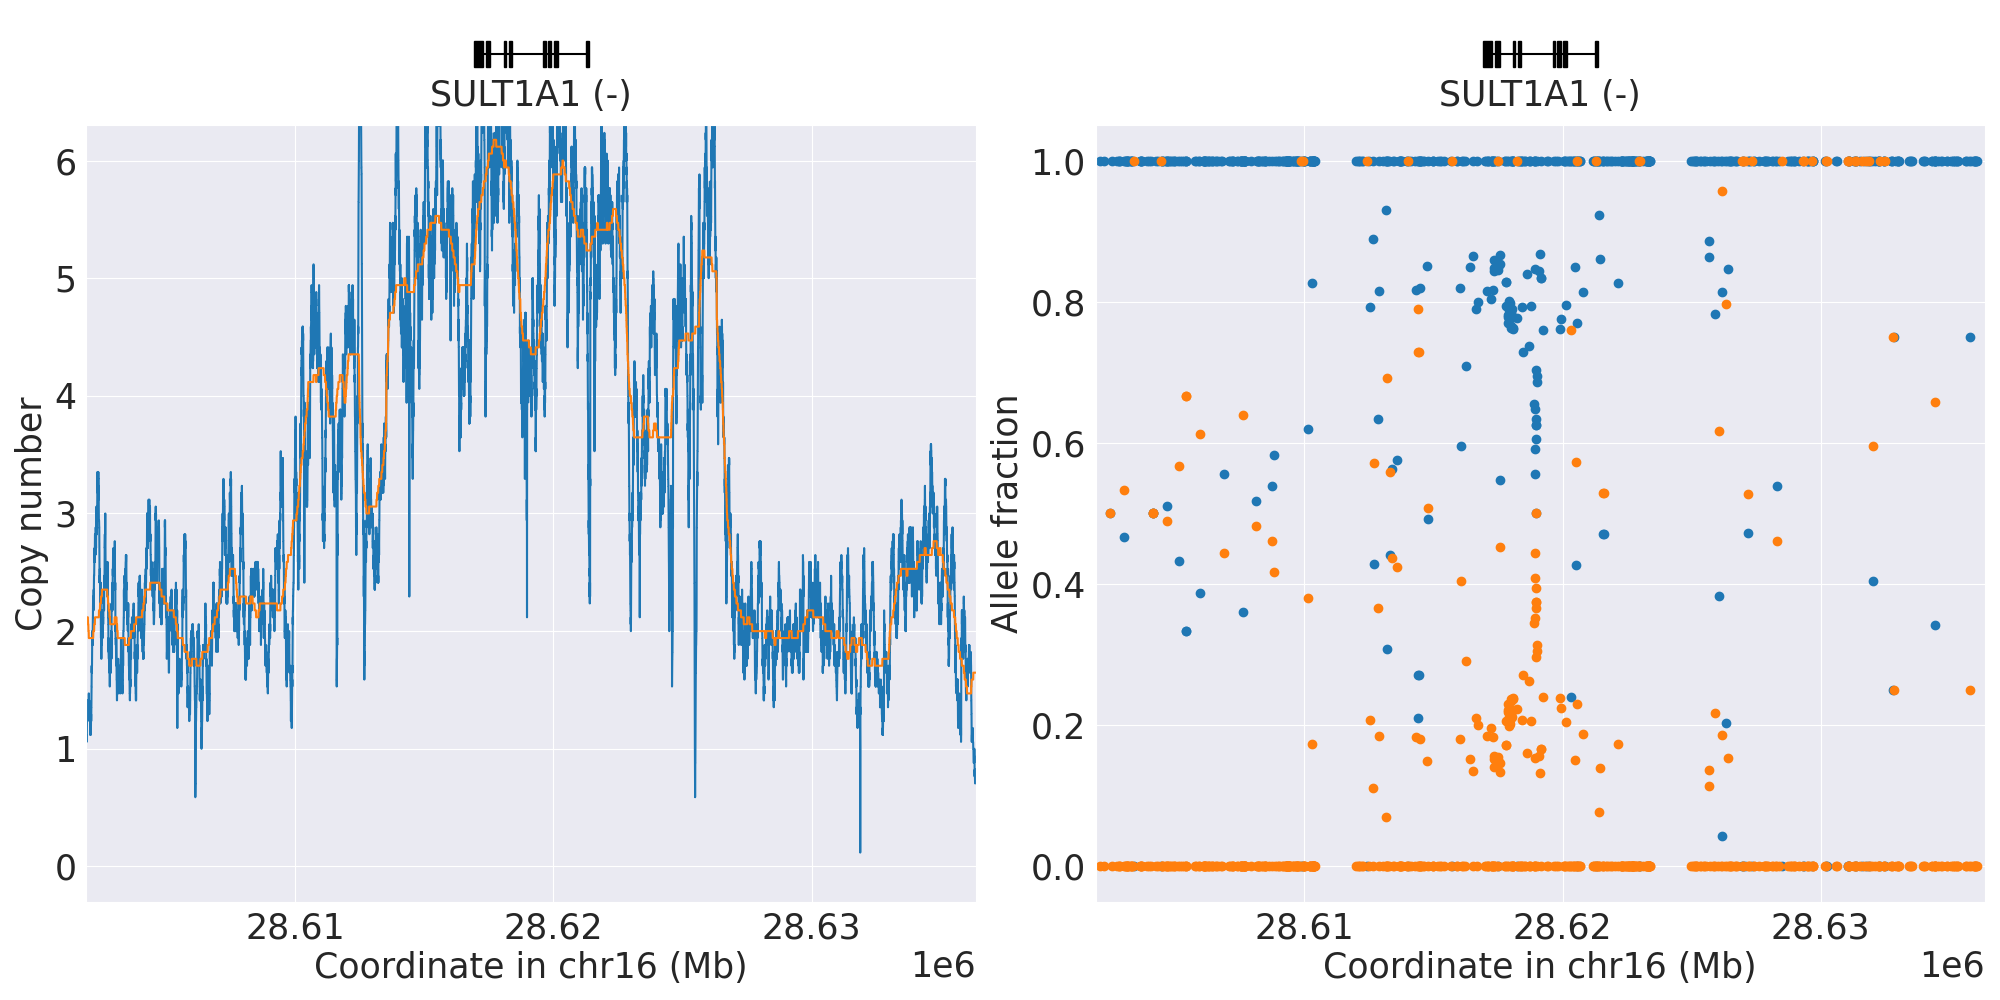 SULT1A1 (-)
6
5
4
3
2
1
0
Copy number
28.61
28.62
28.63
Coordinate in chr16 (Mb)
1e6
SULT1A1 (-)
1.0
0.8
0.6
0.4
0.2
0.0
Allele fraction
28.61
28.62
28.63
Coordinate in chr16 (Mb)
1e6